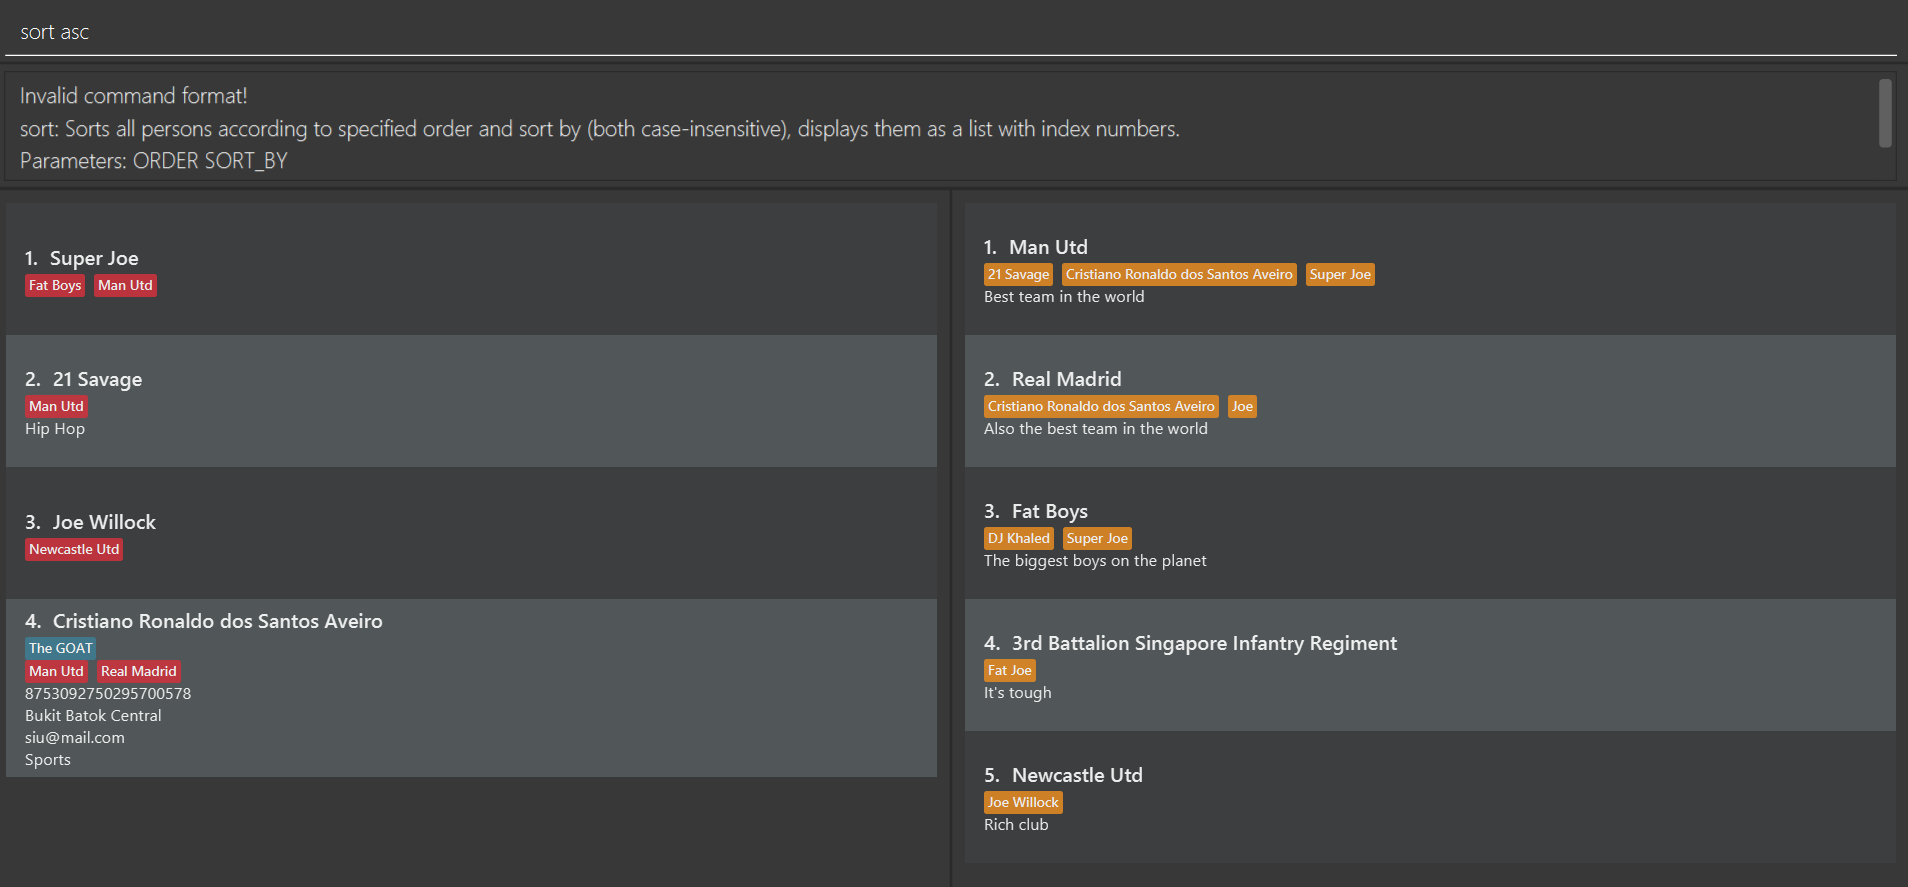 sort asc
Invalid command format!
sort: Sorts all persons according to specified order and sort by (both case-insensitive), displays them as a list with index numbers.
Parameters: ORDER SORT_BY
1. Super Joe
Fat Boys Man Utd
2. 21 Savage
Man Utd
Hip Hop
3. Joe Willock
Newcastle Utd
4. Cristiano Ronaldo dos Santos Aveiro
The GOAT
Man Utd Real Madrid
8753092750295700578
Bukit Batok Central
siu@mail.com
Sports
1. Man Utd
21 Savage Cristiano Ronaldo dos Santos Aveiro Super Joe
Best team in the world
2. Real Madrid
Cristiano Ronaldo dos Santos Aveiro Joe
Also the best team in the world
3. Fat Boys
DJ Khaled Super Joe
The biggest boys on the planet
4. 3rd Battalion Singapore Infantry Regiment
Fat Joe
It's tough
5. Newcastle Utd
Joe Willock
Rich club